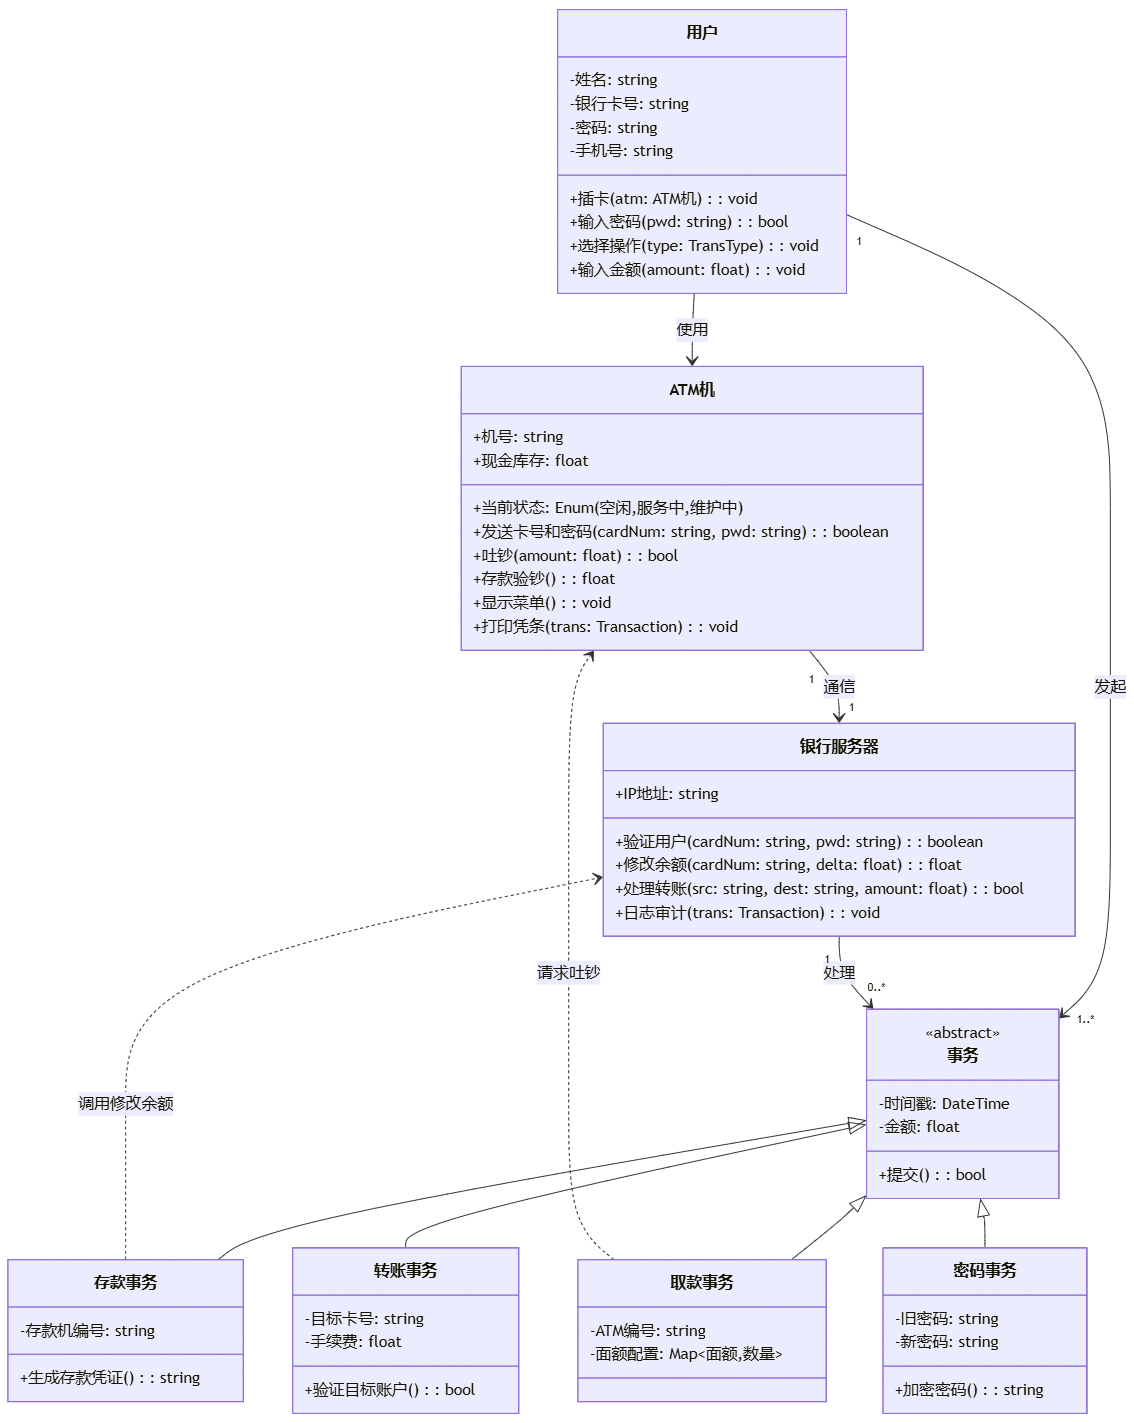 用户
-姓名: string
-银行卡号: string
-密码: string
-手机号: string
+插卡(atm: ATM机) : : void
+输入密码(pwd: string) : : bool
+选择操作(type: TransType) : : void
+输入金额(amount: float) : : void
1
使用
ATM机
+机号: string
+现金库存: float
+当前状态: Enum(空闲,服务中,维护中)
+发送卡号和密码(cardNum: string, pwd: string) : : boolean
+吐钞(amount: float) : : bool
+存款验钞() : : float
+显示菜单() : : void
+打印凭条(trans: Transaction) : : void
1
通信
1
发起
银行服务器
+IP地址: string
+验证用户(cardNum: string, pwd: string) : : boolean
+修改余额(cardNum: string, delta: float) : : float
+处理转账(src: string, dest: string, amount: float) : : bool
+日志审计(trans: Transaction) : : void
请求吐钞
1
处理
0..*
1..*
«abstract»
事务
-时间戳: DateTime
-金额: float
+提交() : : bool
调用修改余额
存款事务
-存款机编号: string
+生成存款凭证() : : string
转账事务
-目标卡号: string
-手续费: float
+验证目标账户() : : bool
取款事务
-ATM编号: string
-面额配置: Map<面额,数量>
密码事务
-旧密码: string
-新密码: string
+加密密码() : : string